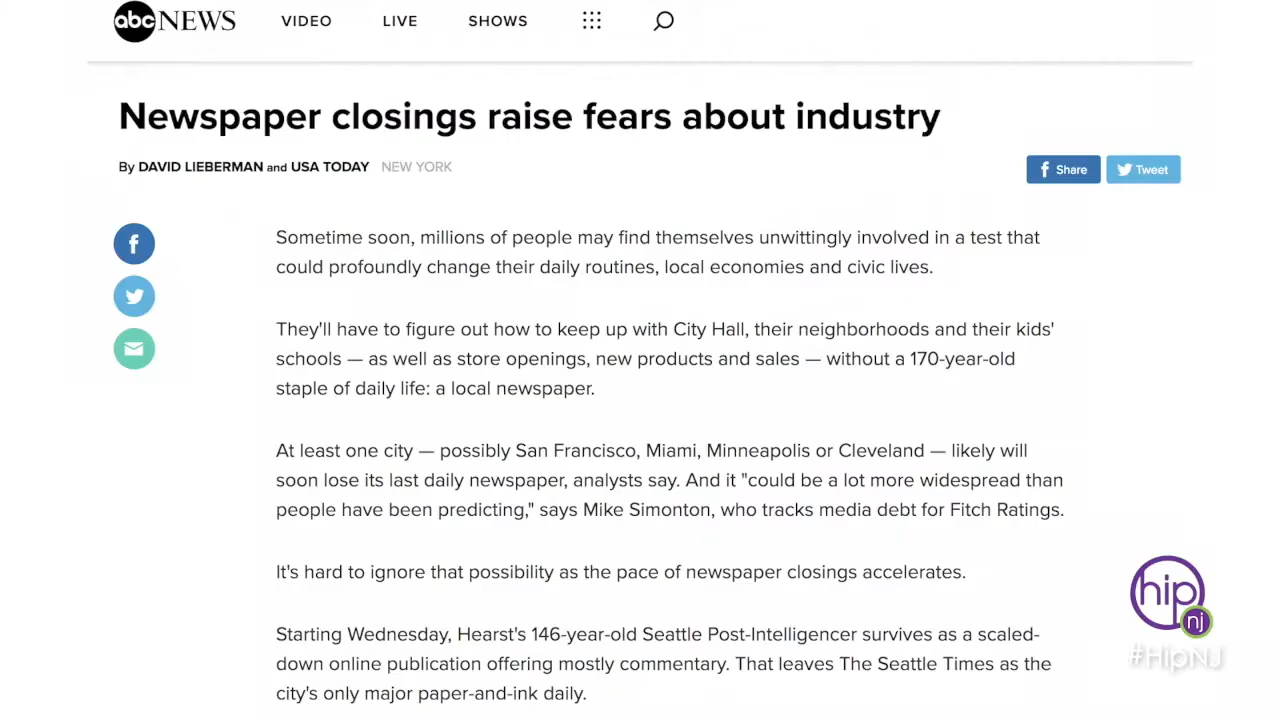 abc NEWS VIDEO LIVE SHOWS
Newspaper closings raise fears about industry
By DAVID LIEBERMAN and USA TODAY NEW YORK
Share Tweet
Sometime soon, millions of people may find themselves unwittingly involved in a test that
could profoundly change their daily routines, local economies and civic lives.
They'll have to figure out how to keep up with City Hall, their neighborhoods and their kids'
schools — as well as store openings, new products and sales — without a 170-year-old
staple of daily life: a local newspaper.
At least one city — possibly San Francisco, Miami, Minneapolis or Cleveland — likely will
soon lose its last daily newspaper, analysts say. And it "could be a lot more widespread than
people have been predicting," says Mike Simonton, who tracks media debt for Fitch Ratings.
It's hard to ignore that possibility as the pace of newspaper closings accelerates.
Starting Wednesday, Hearst's 146-year-old Seattle Post-Intelligencer survives as a scaled-
down online publication offering mostly commentary. That leaves The Seattle Times as the
city's only major paper-and-ink daily.
hip
nj
#HipNJ